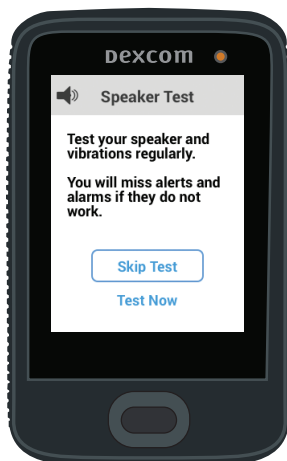 Dexcom
Speaker Test
Test your speaker and
vibrations regularly.
You will miss alerts and
alarms if they do not
work.
Skip Test
Test Now